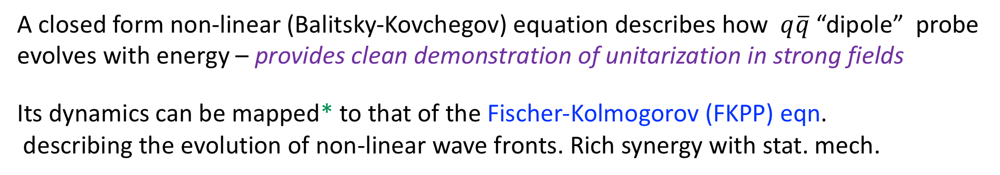 A closed form non-linear (Balitsky-Kovchegov) equation describes how q q̄ “dipole” probe
evolves with energy – provides clean demonstration of unitarization in strong fields
Its dynamics can be mapped* to that of the Fischer-Kolmogorov (FKPP) eqn.
describing the evolution of non-linear wave fronts. Rich synergy with stat. mech.